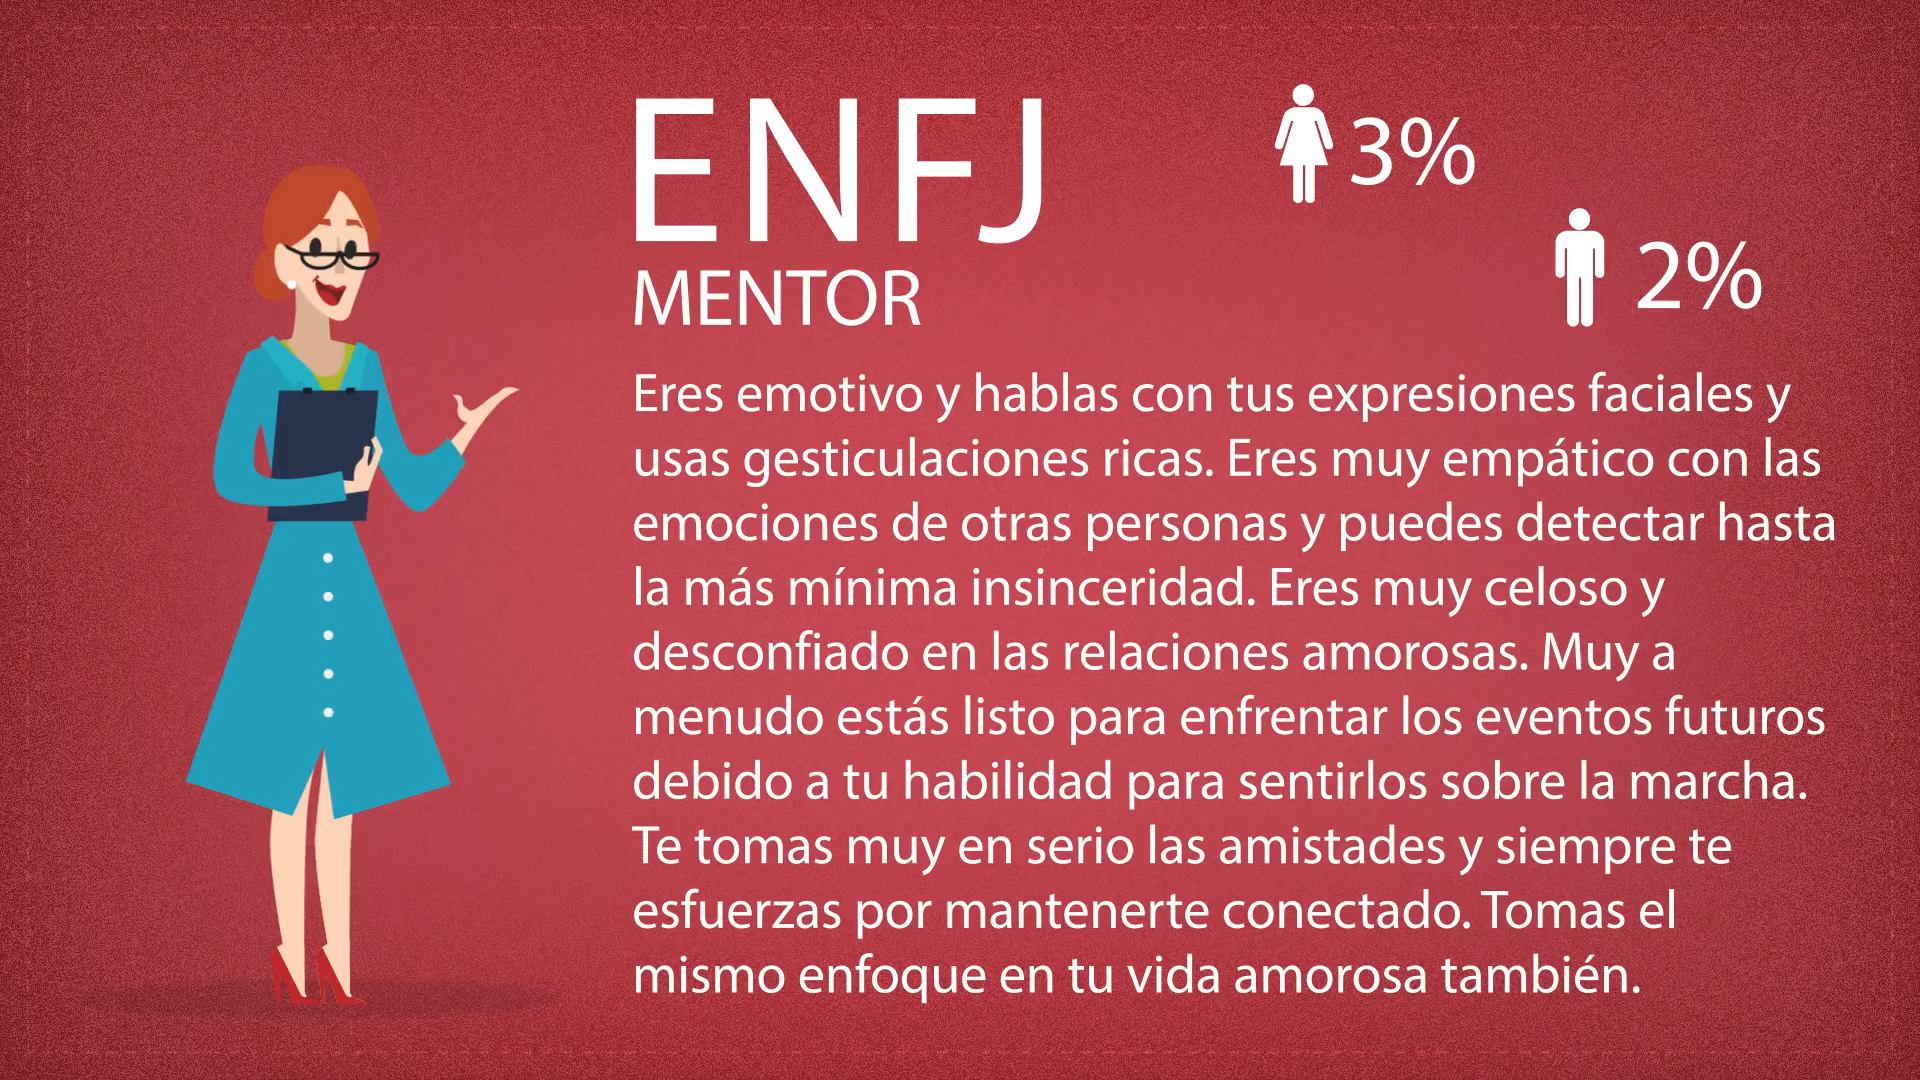 ENFJ
MENTOR
3%
2%
Eres emotivo y hablas con tus expresiones faciales y
usas gesticulaciones ricas. Eres muy empático con las
emociones de otras personas y puedes detectar hasta
la más mínima insinceridad. Eres muy celoso y
desconfiado en las relaciones amorosas. Muy a
menudo estás listo para enfrentar los eventos futuros
debido a tu habilidad para sentirlos sobre la marcha.
Te tomas muy en serio las amistades y siempre te
esfuerzas por mantenerte conectado. Tomas el
mismo enfoque en tu vida amorosa también.